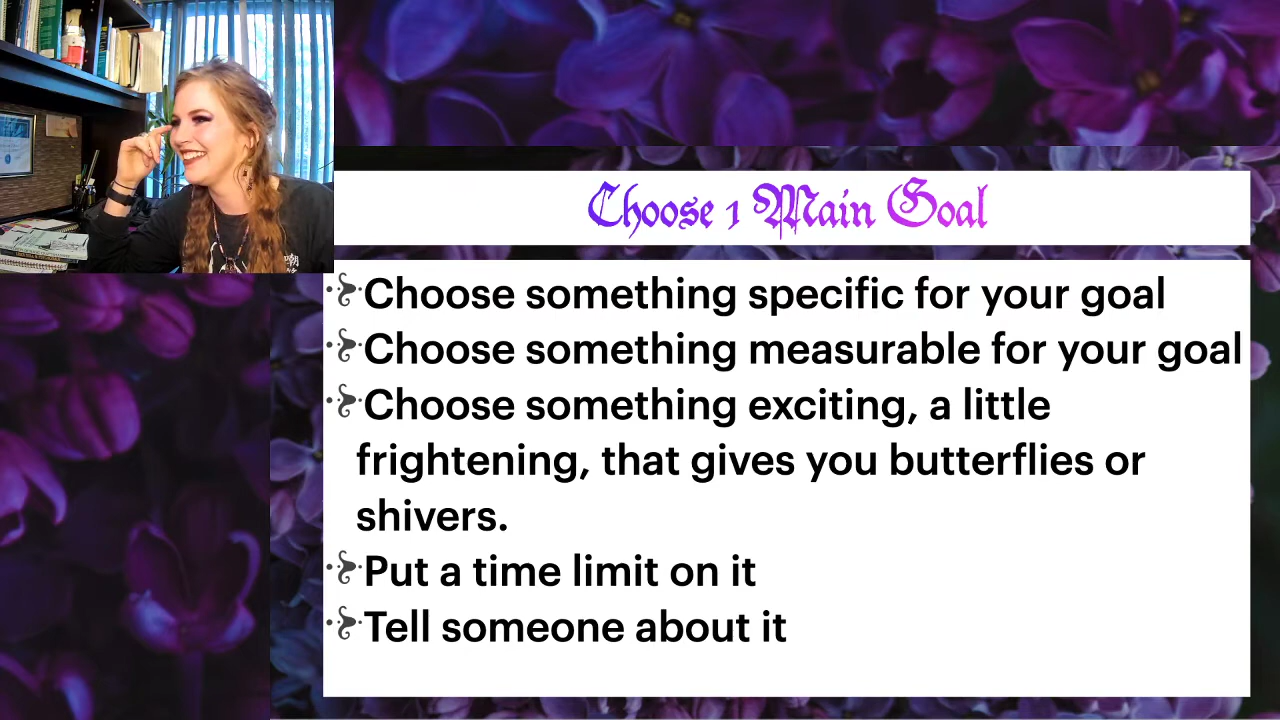 Choose 1 Main Goal
Choose something specific for your goal
Choose something measurable for your goal
Choose something exciting, a little
frightening, that gives you butterflies or
shivers.
Put a time limit on it
Tell someone about it